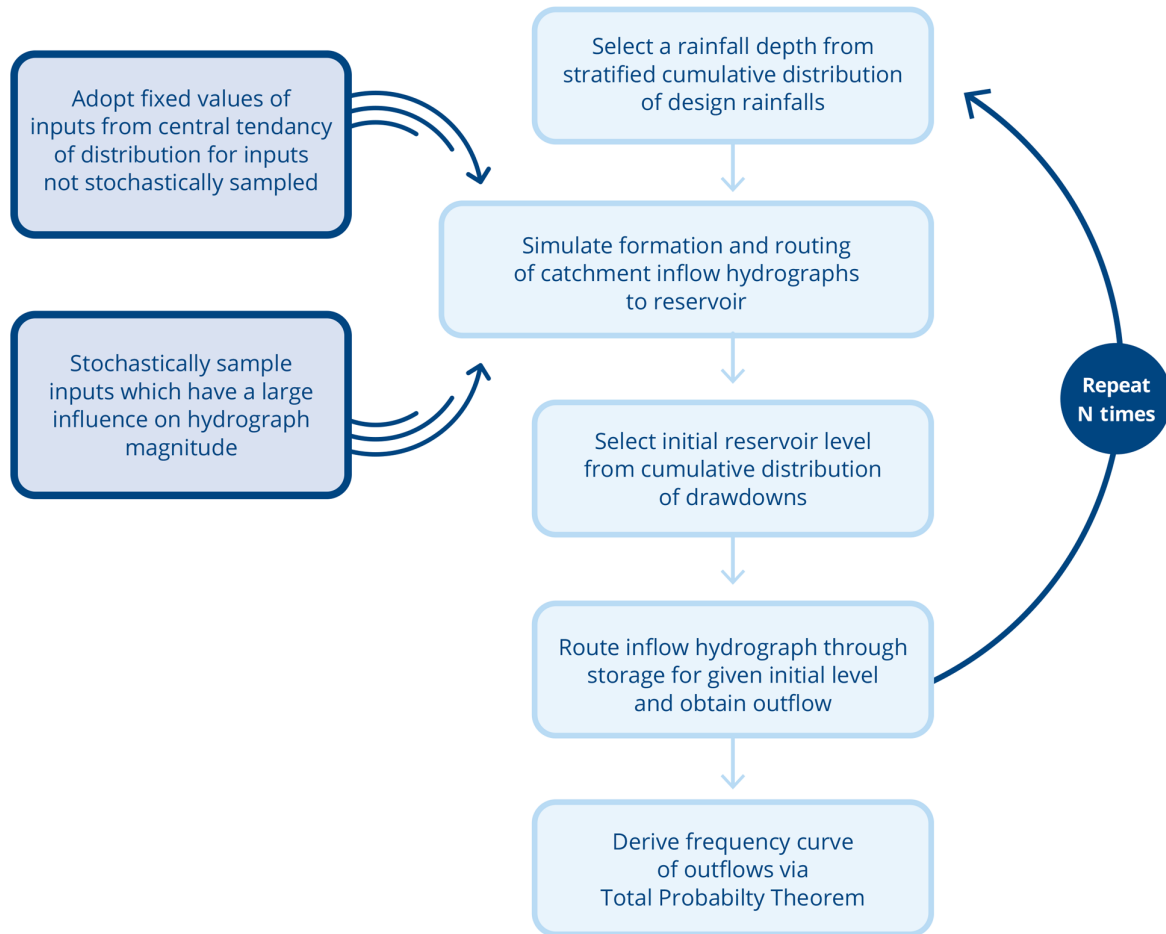 Select a rainfall depth from
stratified cumulative distribution
of design rainfalls
Adopt fixed values of
inputs from central tendancy
of distribution for inputs
not stochastically sampled
Simulate formation and routing
of catchment inflow hydrographs
to reservoir
Stochastically sample
inputs which have a large
influence on hydrograph
magnitude
Repeat
N times
Select initial reservoir level
from cumulative distribution
of drawdowns
Route inflow hydrograph through
storage for given initial level
and obtain outflow
Derive frequency curve
of outflows via
Total Probabilty Theorem